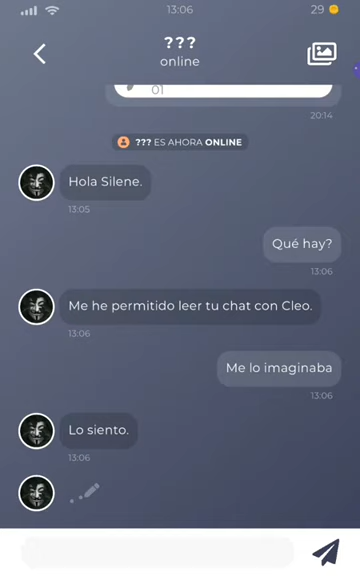 13:06
29
???
online
01
20:14
??? ES AHORA ONLINE
Hola Silene.
13:05
Qué hay?
13:06
Me he permitido leer tu chat con Cleo.
13:06
Me lo imaginaba
13:06
Lo siento.
13:06